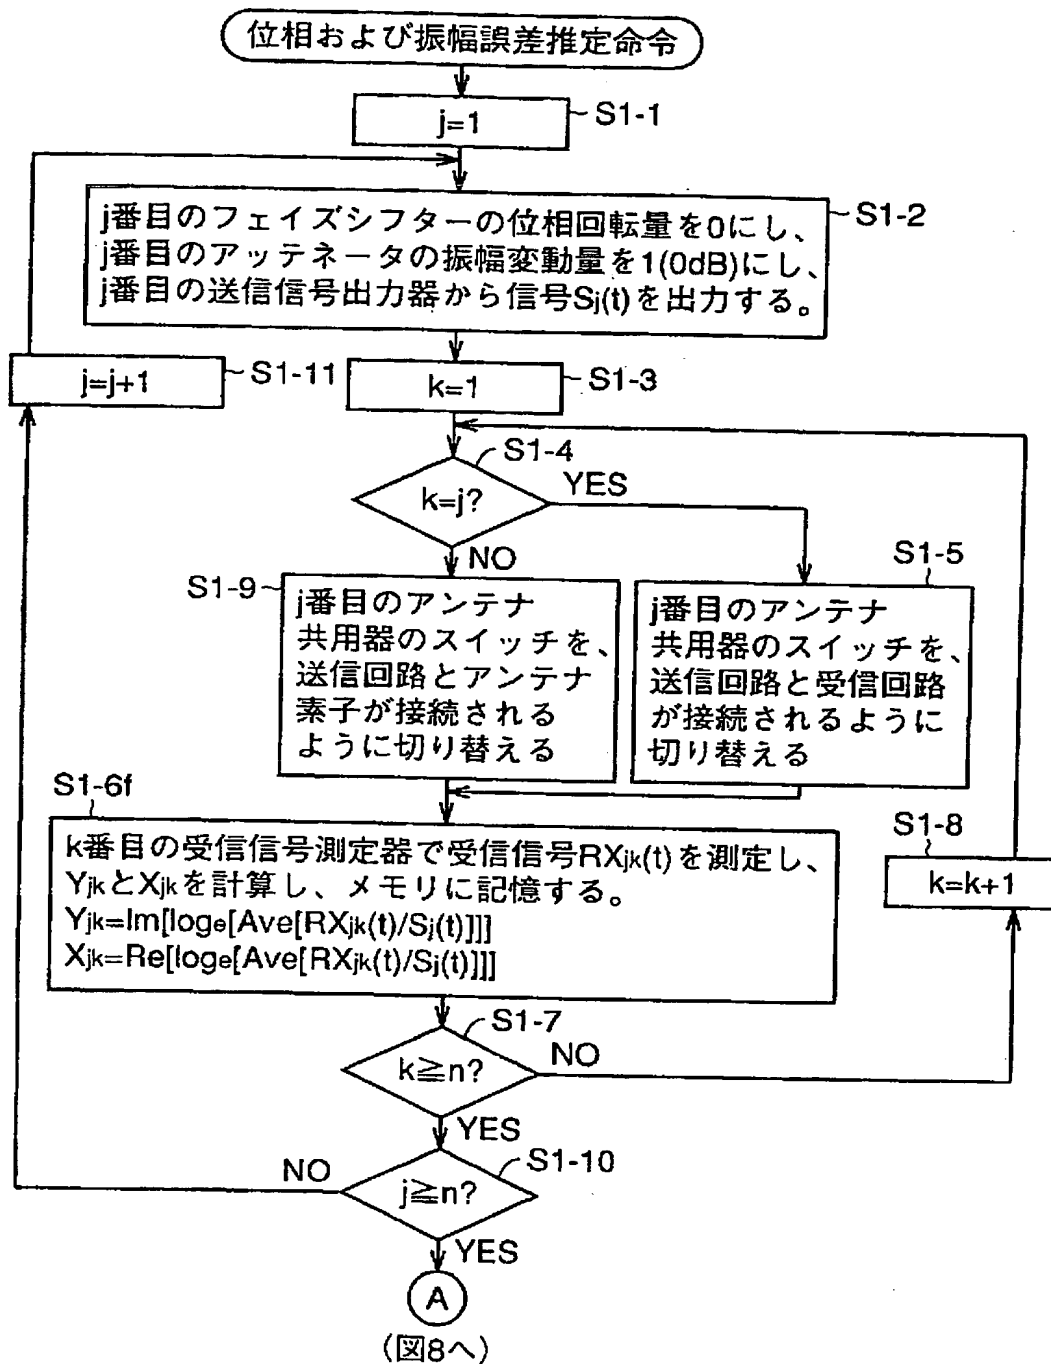 位相および振幅誤差推定命令
j=1
S1-1
j番目のフェイズシフターの位相回転量を0にし、
j番目のアッテネータの振幅変動量を1(0dB)にし、
j番目の送信信号出力器から信号Sj(t)を出力する。
S1-2
j=j+1
S1-11
k=1
S1-3
S1-4
k=j?
YES
NO
S1-9
j番目のアンテナ
共用器のスイッチを、
送信回路とアンテナ
素子が接続される
ように切り替える
S1-5
j番目のアンテナ
共用器のスイッチを、
送信回路と受信回路
が接続されるように
切り替える
S1-6f
k番目の受信信号測定器で受信信号RXjk(t)を測定し、
YjkとXjkを計算し、メモリに記憶する。
Yjk=Im[loge[Ave[RXjk(t)/Sj(t)]]]
Xjk=Re[loge[Ave[RXjk(t)/Sj(t)]]]
S1-8
k=k+1
S1-7
k≧n?
NO
YES
S1-10
j≧n?
NO
YES
A
(図8へ)